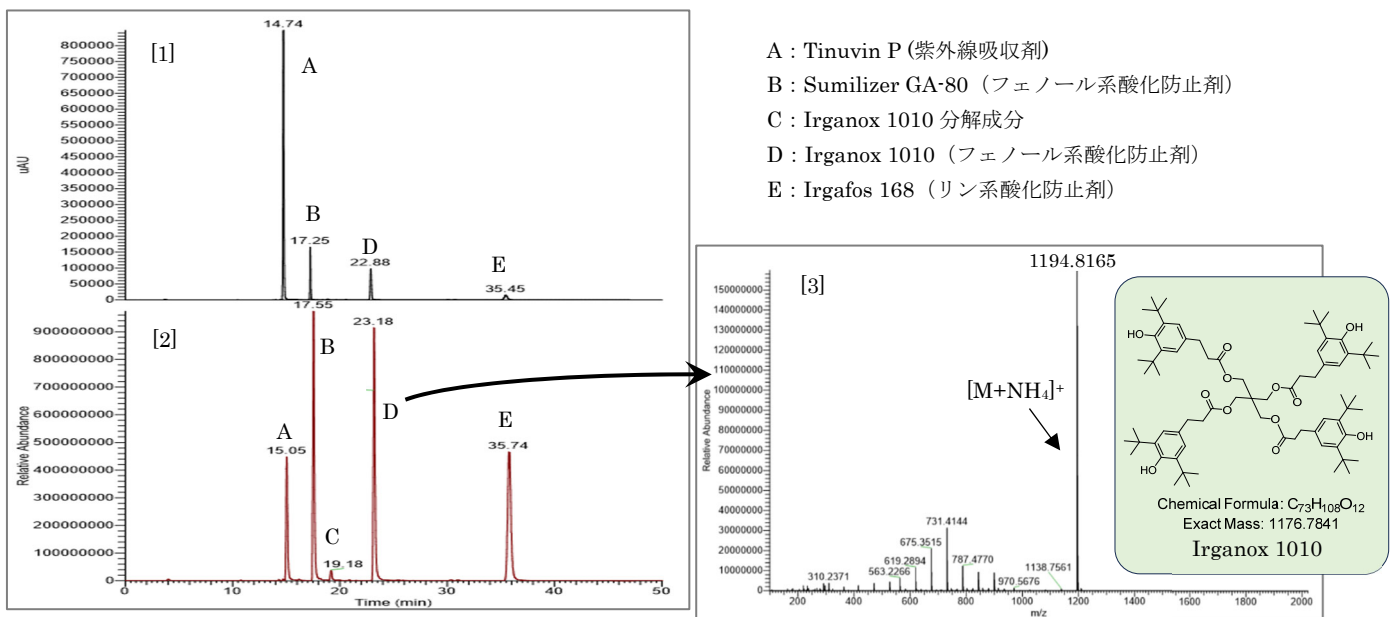 [1]
14.74
A
B
17.25
D
22.88
E
35.45
800000
750000
700000
650000
600000
550000
500000
450000
400000
350000
300000
250000
200000
150000
100000
50000
0
uAU
[2]
17.55
B
23.18
D
A
15.05
C
19.18
E
35.74
900000000
800000000
700000000
600000000
500000000
400000000
300000000
200000000
100000000
0
Relative Abundance
0 10 20 30 40 50
Time (min)
A : Tinuvin P (紫外線吸収剤)
B : Sumilizer GA-80（フェノール系酸化防止剤）
C : Irganox 1010 分解成分
D : Irganox 1010（フェノール系酸化防止剤）
E : Irgafos 168（リン系酸化防止剤）
[3]
1194.8165
[M+NH₄]⁺
150000000
140000000
130000000
120000000
110000000
100000000
90000000
80000000
70000000
60000000
50000000
40000000
30000000
20000000
10000000
0
Relative Abundance
731.4144
675.3515
619.2894
787.4770
563.2266
310.2371
970.5676
1138.7561
200 400 600 800 1000 1200 1400 1600 1800 2000
m/z
HO
O
O
O
O
OH
O
O
O
O
HO
OH
Chemical Formula: C₇₃H₁₀₈O₁₂
Exact Mass: 1176.7841
Irganox 1010